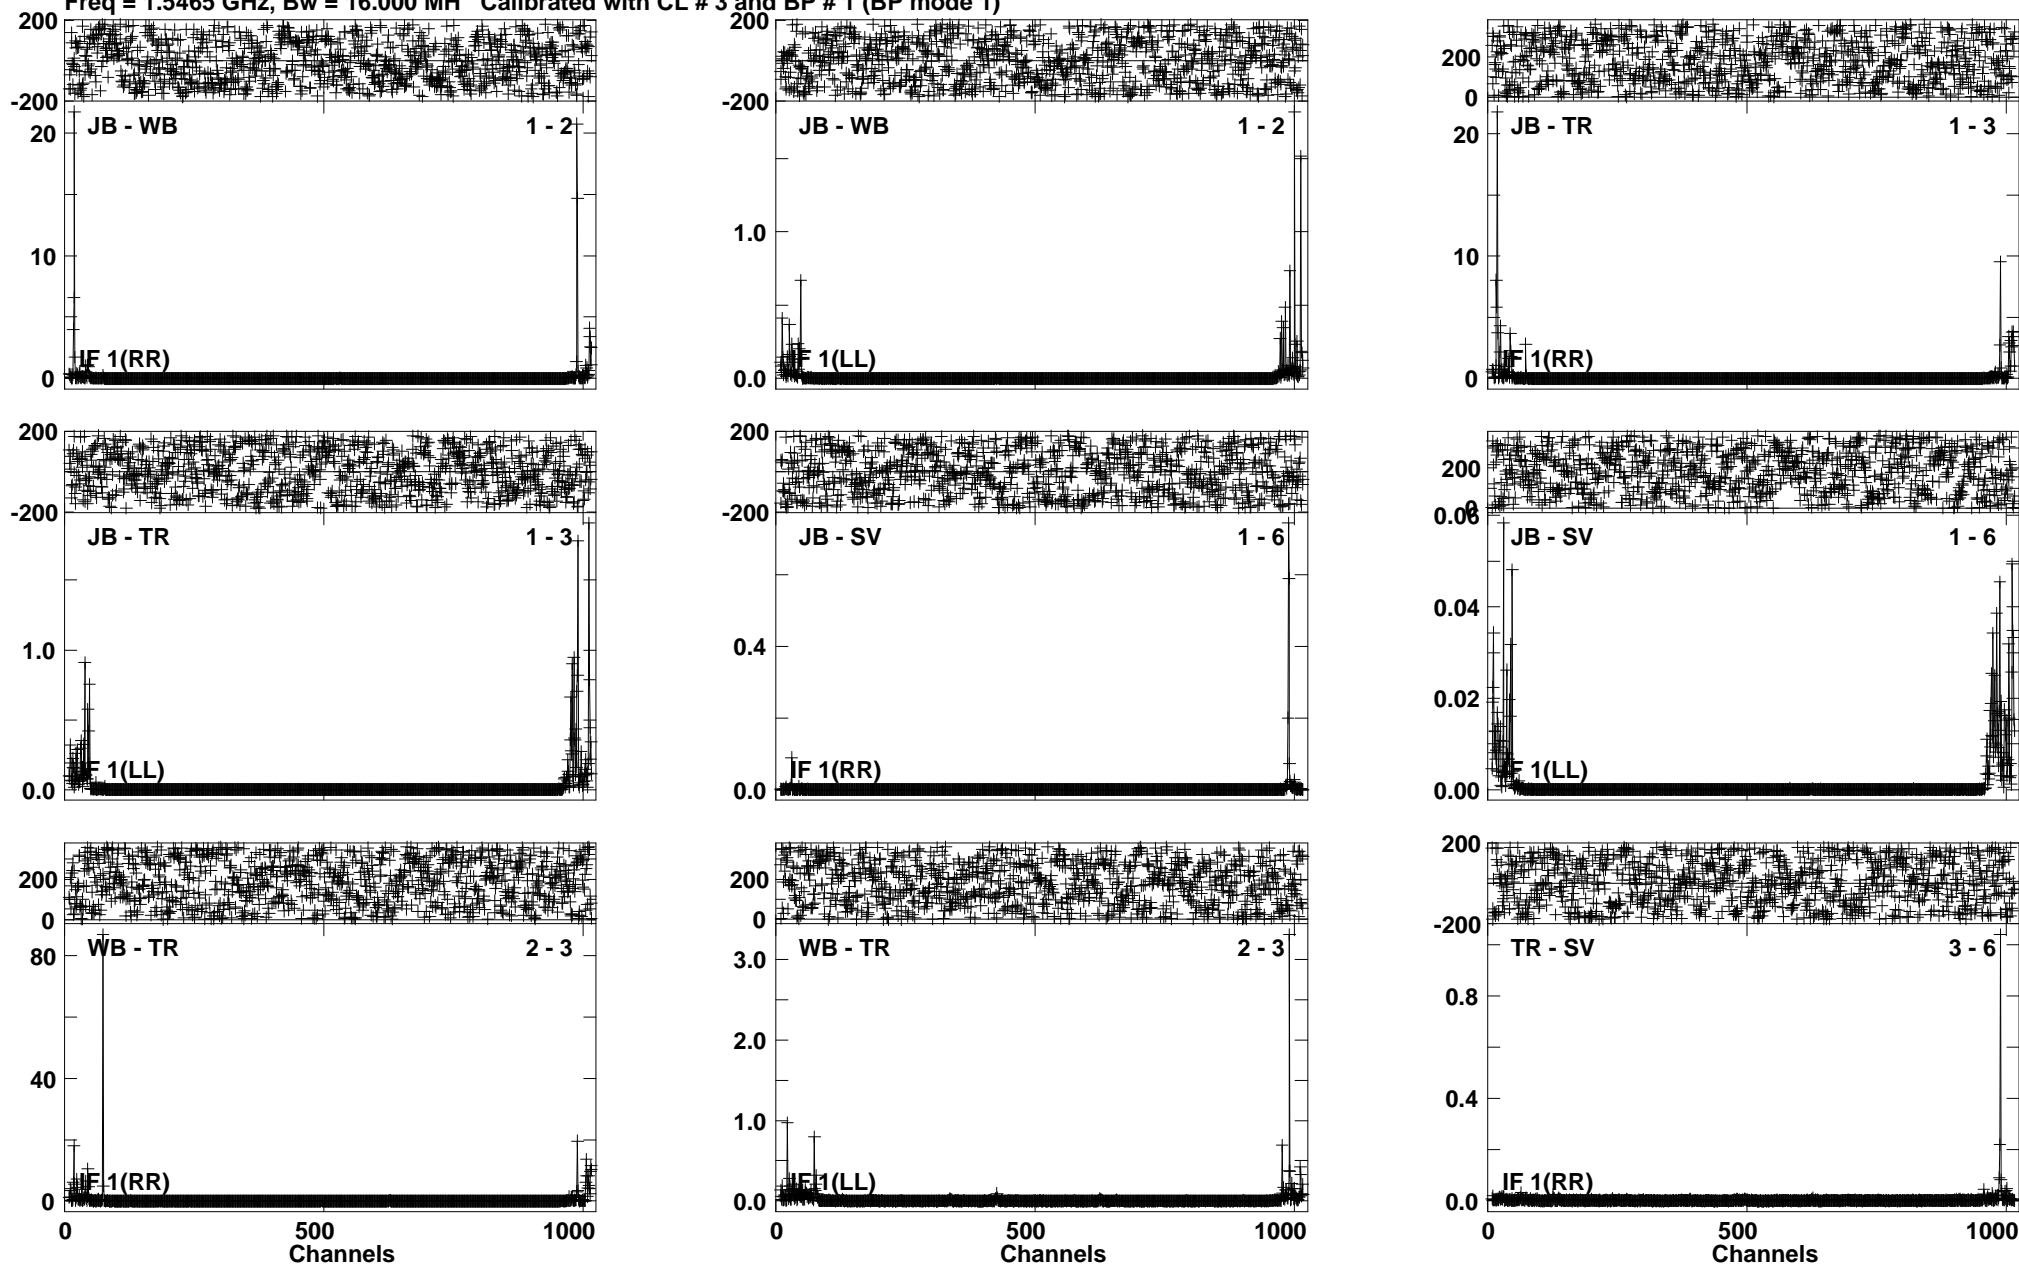 Freq = 1.5465 GHz, Bw = 16.000 MH Calibrated with CL # 3 and BP # 1 (BP mode 1)
200
-200
20
10
0
JB - WB 1 - 2
IF 1(RR)
200
-200
1.0
0.0
JB - WB 1 - 2
IF 1(LL)
200
0
20
10
0
JB - TR 1 - 3
IF 1(RR)
200
-200
1.0
0.0
JB - TR 1 - 3
IF 1(LL)
200
-200
0.4
0.0
JB - SV 1 - 6
IF 1(RR)
200
0
0.06
0.04
0.02
0.00
JB - SV 1 - 6
IF 1(LL)
200
0
80
40
0
WB - TR 2 - 3
IF 1(RR)
0 500 1000
Channels
200
0
3.0
2.0
1.0
0.0
WB - TR 2 - 3
IF 1(LL)
0 500 1000
Channels
200
-200
0.8
0.4
0.0
TR - SV 3 - 6
IF 1(RR)
0 500 1000
Channels